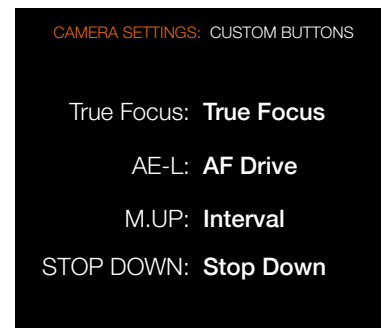 CAMERA SETTINGS: CUSTOM BUTTONS
True Focus: True Focus
AE-L: AF Drive
M.UP: Interval
STOP DOWN: Stop Down